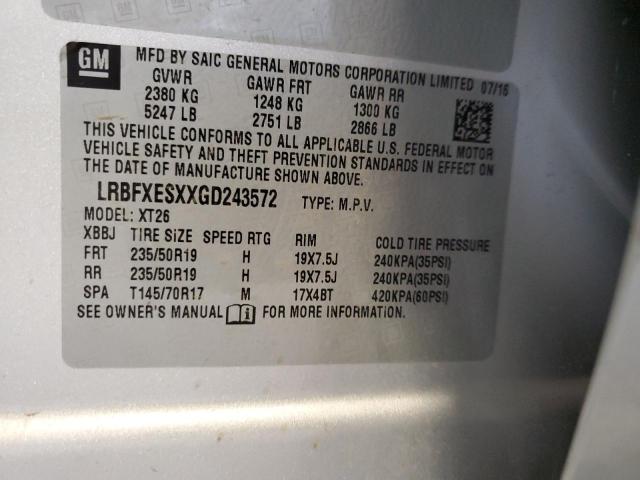 GM
MFD BY SAIC GENERAL MOTORS CORPORATION LIMITED 07/16
GVWR GAWR FRT GAWR RR
2380 KG 1248 KG 1300 KG
5247 LB 2751 LB 2866 LB
THIS VEHICLE CONFORMS TO ALL APPLICABLE U.S. FEDERAL MOTOR
VEHICLE SAFETY AND THEFT PREVENTION STANDARDS IN EFFECT ON
THE DATE OF MANUFACTURE SHOWN ABOVE.
LRBFXESXXGD243572 TYPE: M.P.V.
MODEL: XT26
XBBJ TIRE SIZE SPEED RTG RIM COLD TIRE PRESSURE
FRT 235/50R19 H 19X7.5J 240KPA(35PSI)
RR 235/50R19 H 19X7.5J 240KPA(35PSI)
SPA T145/70R17 M 17X4BT 420KPA(60PSI)
SEE OWNER'S MANUAL FOR MORE INFORMATION.